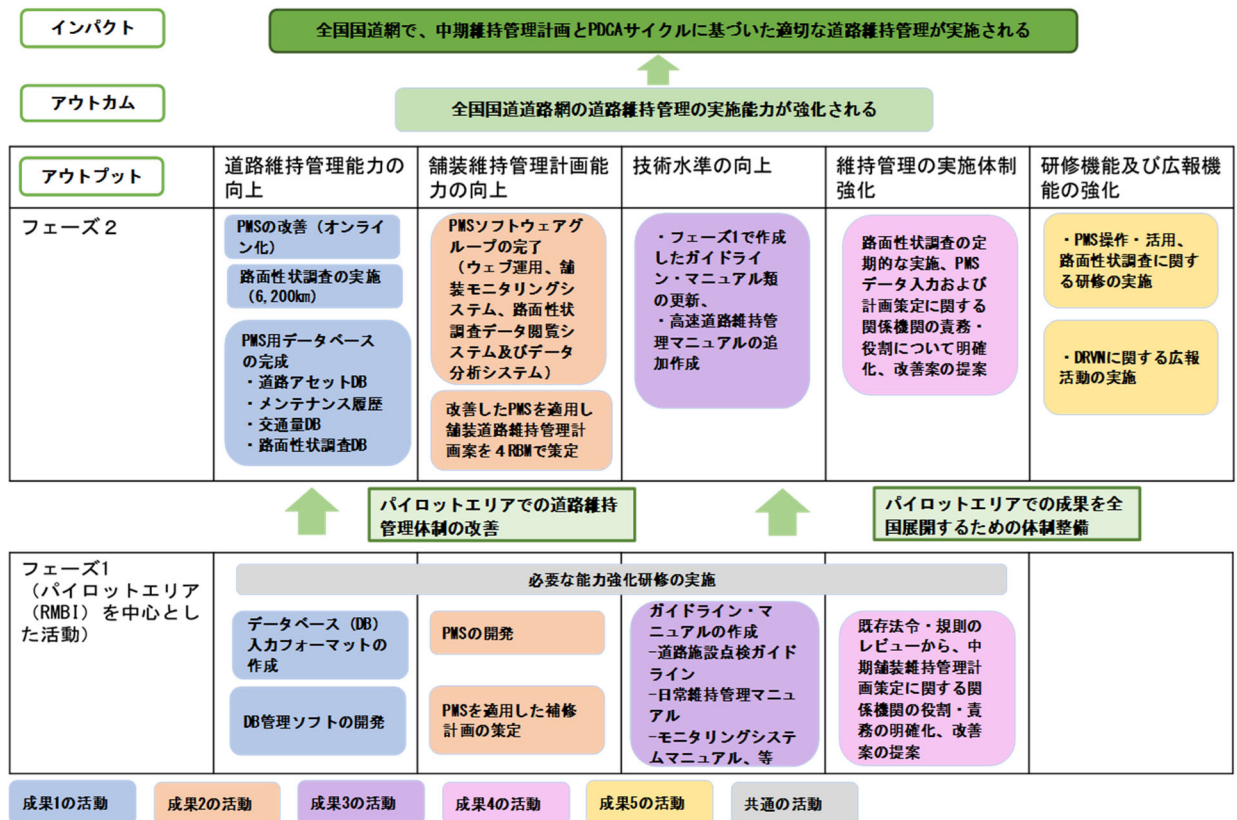 インパクト
全国国道網で、中期維持管理計画とPDCAサイクルに基づいた適切な道路維持管理が実施される
アウトカム
全国国道道路網の道路維持管理の実施能力が強化される
アウトプット
道路維持管理能力の
向上
舗装維持管理計画能
力の向上
技術水準の向上
維持管理の実施体制
強化
研修機能及び広報機
能の強化
フェーズ２
PMSの改善（オンライ
ン化）
路面性状調査の実施
（6,200km）
PMS用データベース
の完成
・道路アセットDB
・メンテナンス履歴
・交通量DB
・路面性状調査DB
PMSソフトウェアグ
ループの完了
（ウェブ運用、舗
装モニタリングシ
ステム、路面性状
調査データ閲覧シ
ステム及びデータ
分析システム）
改善したPMSを適用し
舗装道路維持管理計
画案を４RBMで策定
・フェーズ1で作成
したガイドライ
ン・マニュアル類
の更新、
・高速道路維持管
理マニュアルの追
加作成
路面性状調査の定
期的な実施、PMS
データ入力および
計画策定に関する
関係機関の責務・
役割について明確
化、改善案の提案
・PMS操作・活用、
路面性状調査に関す
る研修の実施
・DRVNに関する広報
活動の実施
パイロットエリアでの道路維持
管理体制の改善
パイロットエリアでの成果を全
国展開するための体制整備
フェーズ1
（パイロットエリア
（RMBI）を中心とし
た活動）
必要な能力強化研修の実施
データベース（DB）
入力フォーマットの
作成
DB管理ソフトの開発
PMSの開発
PMSを適用した補修
計画の策定
ガイドライン・マ
ニュアルの作成
-道路施設点検ガイド
ライン
-日常維持管理マニュ
アル
-モニタリングシステ
ムマニュアル、等
既存法令・規則の
レビューから、中
期舗装維持管理計
画策定に関する関
係機関の役割・責
務の明確化、改善
案の提案
成果1の活動
成果2の活動
成果3の活動
成果4の活動
成果5の活動
共通の活動